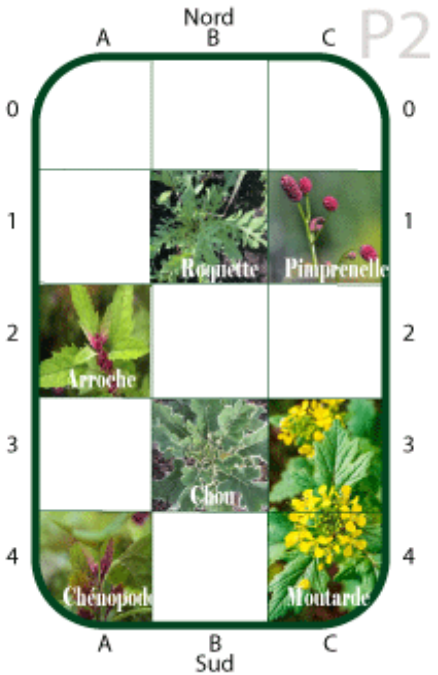 P2
Nord
A B C
0 0
1 1
Roquette Pimprenelle
2 2
Arroche
3 3
Chou
4 4
Chénopode Moutarde
A B C
Sud